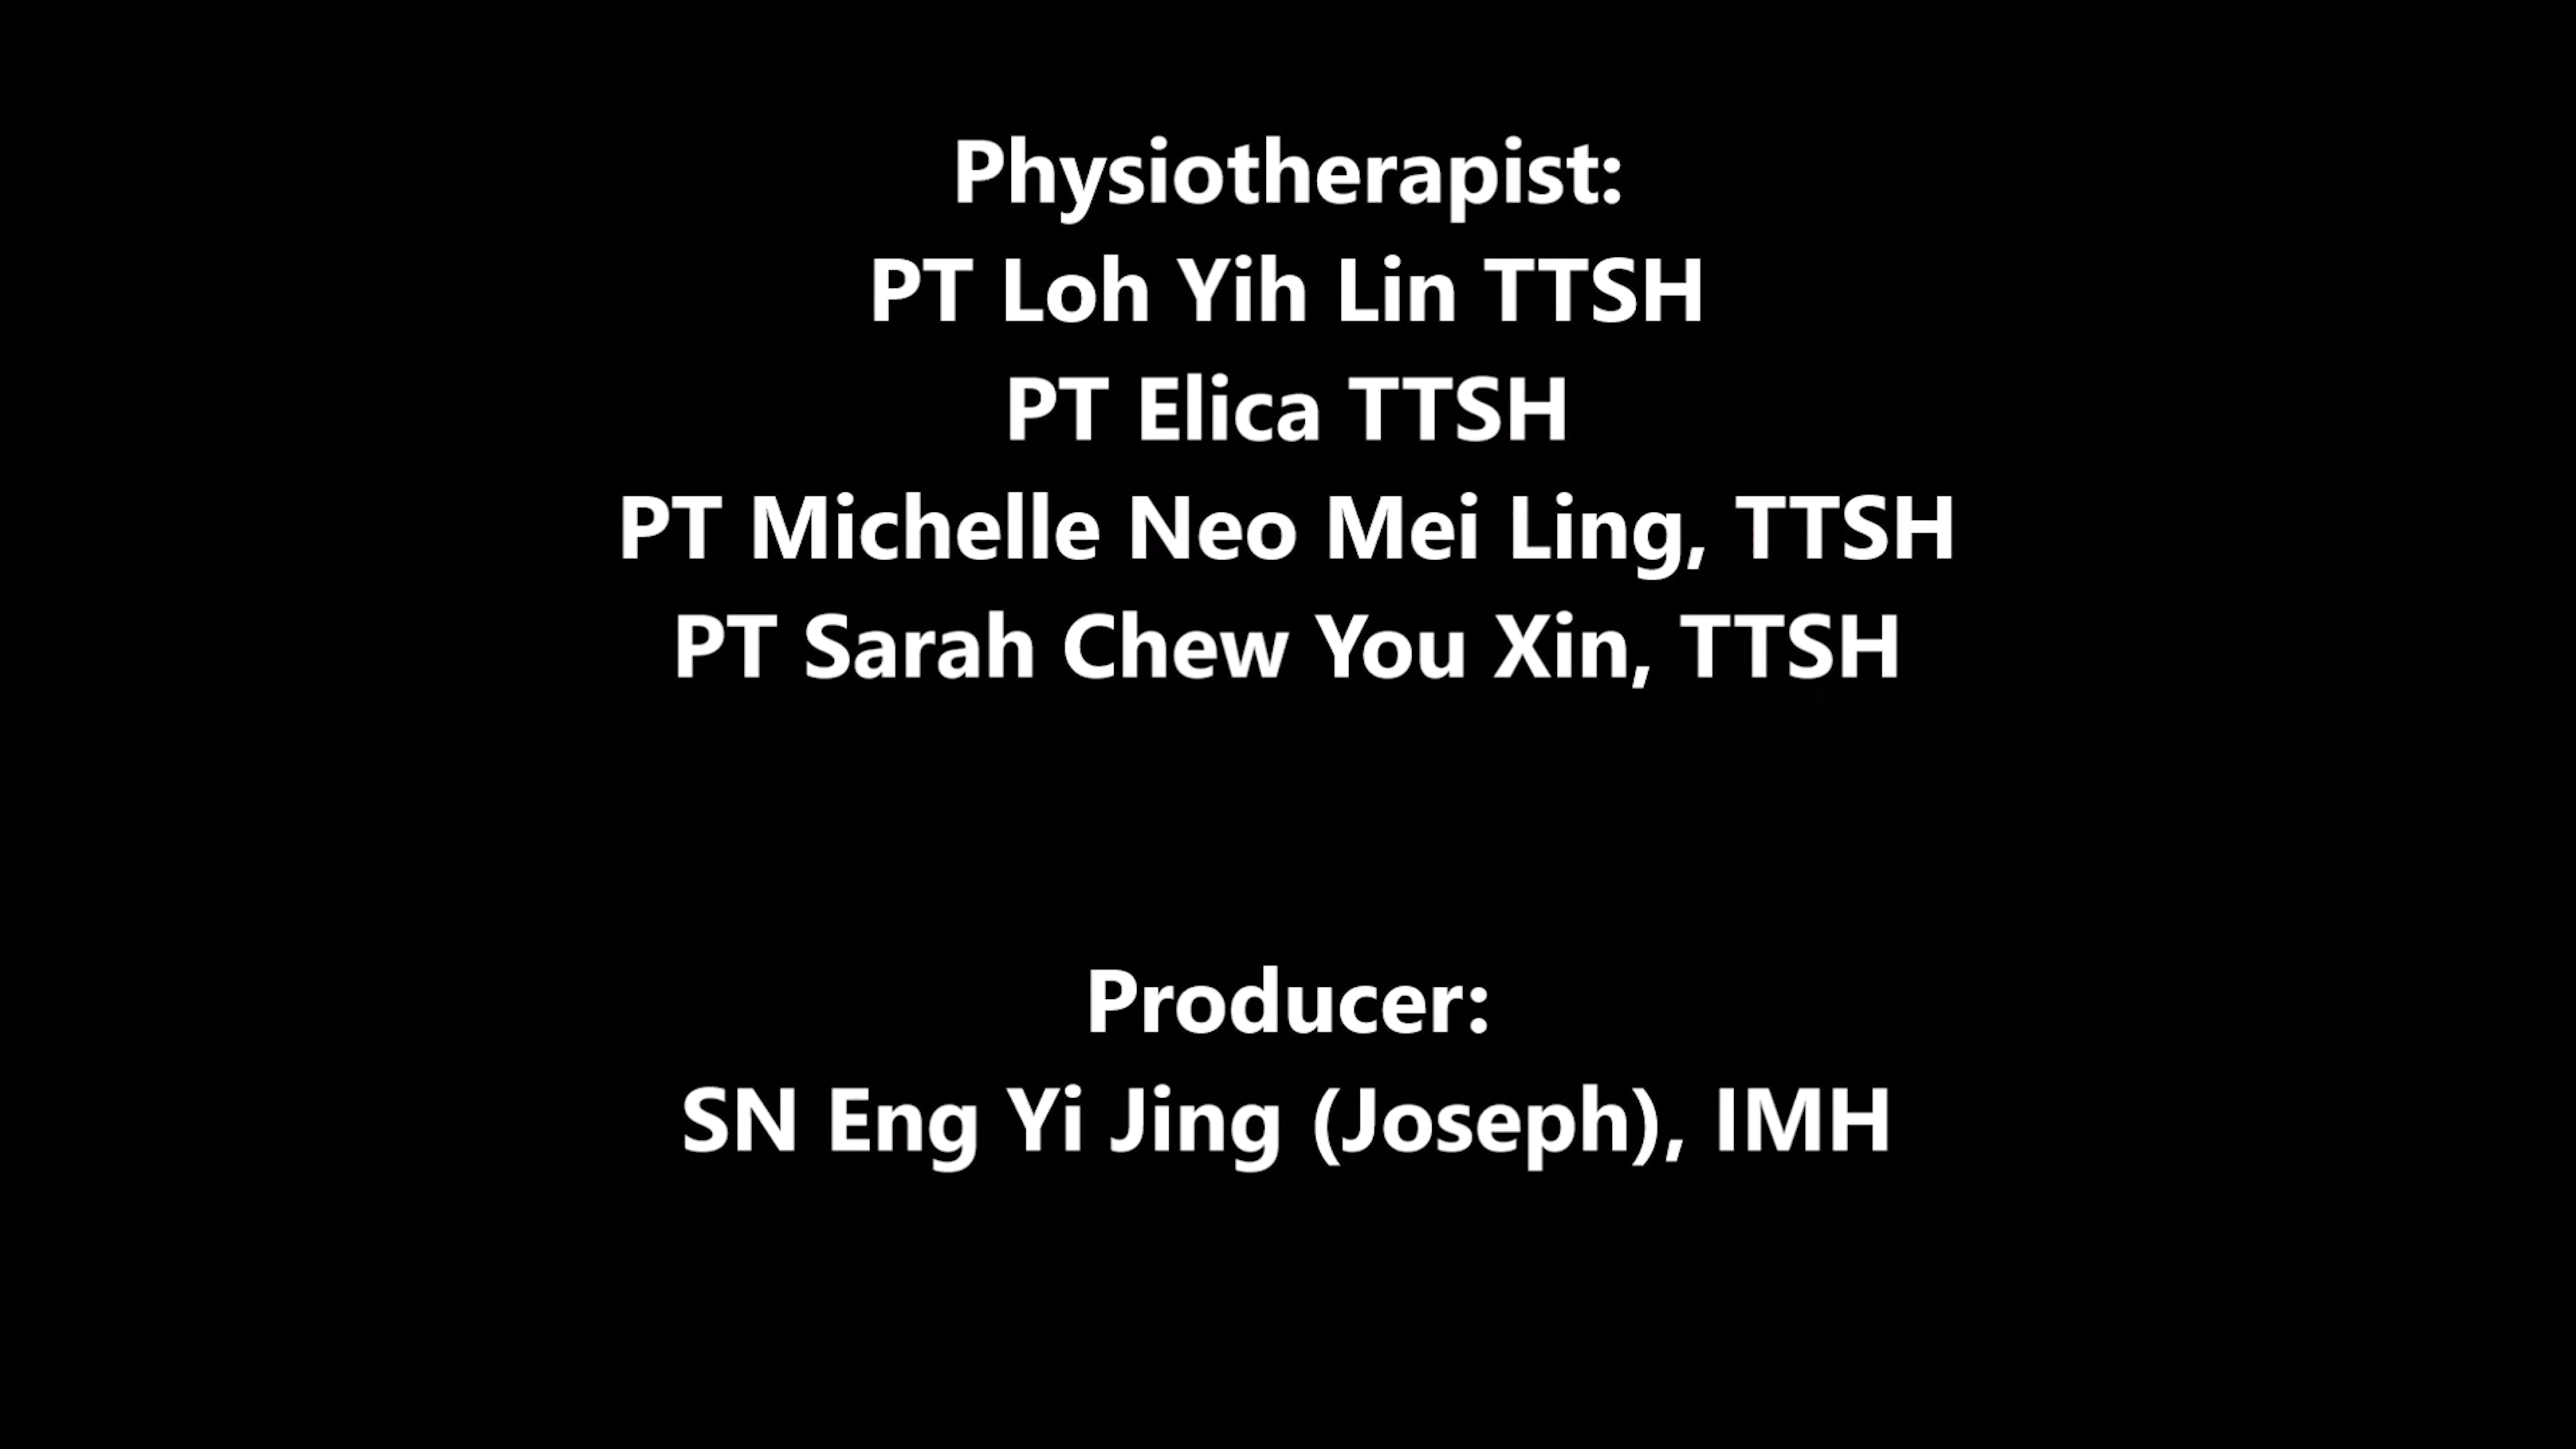 Physiotherapist:
PT Loh Yih Lin TTSH
PT Elica TTSH
PT Michelle Neo Mei Ling, TTSH
PT Sarah Chew You Xin, TTSH
Producer:
SN Eng Yi Jing (Joseph), IMH